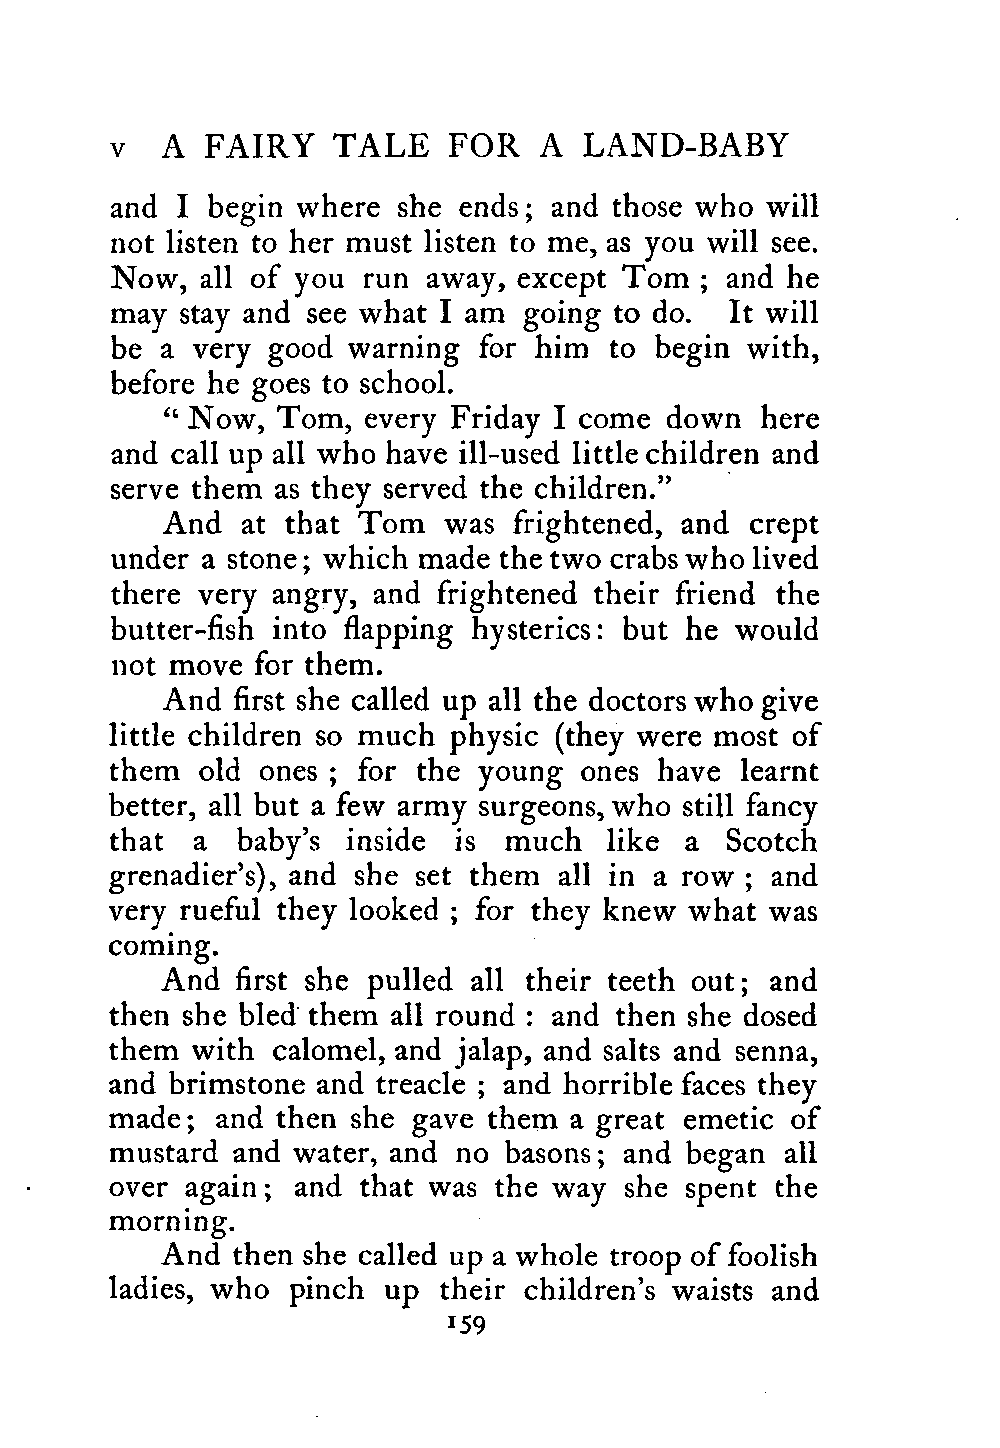 v A FAIRY TALE FOR A LAND-BABY
and I begin where she ends; and those who will
not listen to her must listen to me, as you will see.
Now, all of you run away, except Tom ; and he
may stay and see what I am going to do. It will
be a very good warning for him to begin with,
before he goes to school.
“ Now, Tom, every Friday I come down here
and call up all who have ill-used little children and
serve them as they served the children.”
And at that Tom was frightened, and crept
under a stone; which made the two crabs who lived
there very angry, and frightened their friend the
butter-fish into flapping hysterics: but he would
not move for them.
And first she called up all the doctors who give
little children so much physic (they were most of
them old ones ; for the young ones have learnt
better, all but a few army surgeons, who still fancy
that a baby’s inside is much like a Scotch
grenadier’s), and she set them all in a row ; and
very rueful they looked ; for they knew what was
coming.
And first she pulled all their teeth out; and
then she bled them all round : and then she dosed
them with calomel, and jalap, and salts and senna,
and brimstone and treacle ; and horrible faces they
made; and then she gave them a great emetic of
mustard and water, and no basons; and began all
over again; and that was the way she spent the
morning.
And then she called up a whole troop of foolish
ladies, who pinch up their children’s waists and
159